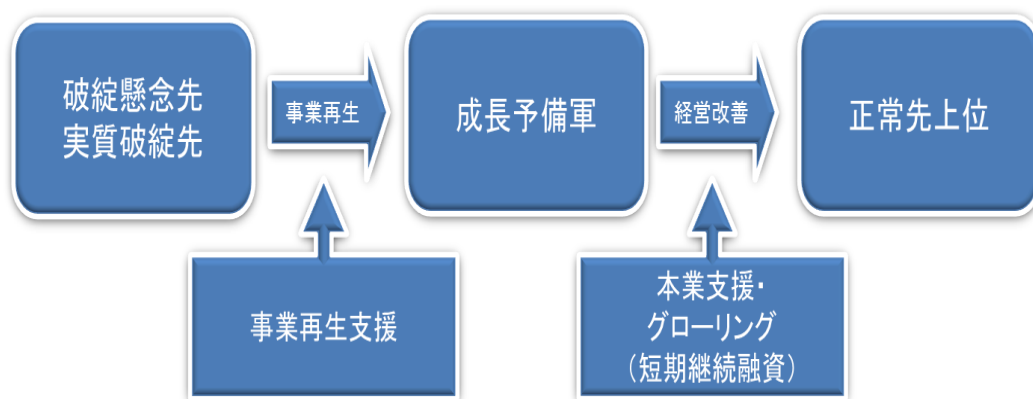 破綻懸念先
実質破綻先
事業再生
成長予備軍
経営改善
正常先上位
事業再生支援
本業支援・
グローリング
(短期継続融資)